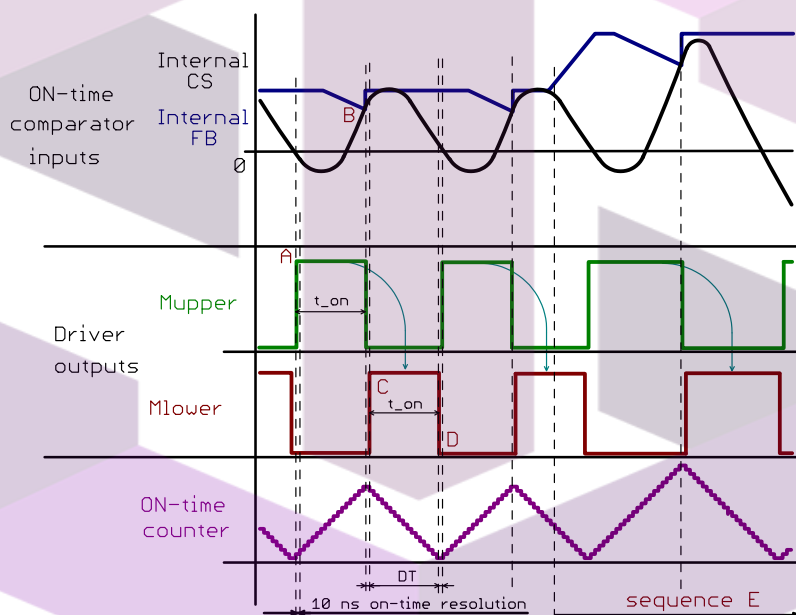 Internal
CS
ON-time
comparator
inputs
Internal
FB
B
0
A
Mupper
t_on
Driver
outputs
C
Mlower
t_on
D
ON-time
counter
DT
10 ns on-time resolution
sequence E